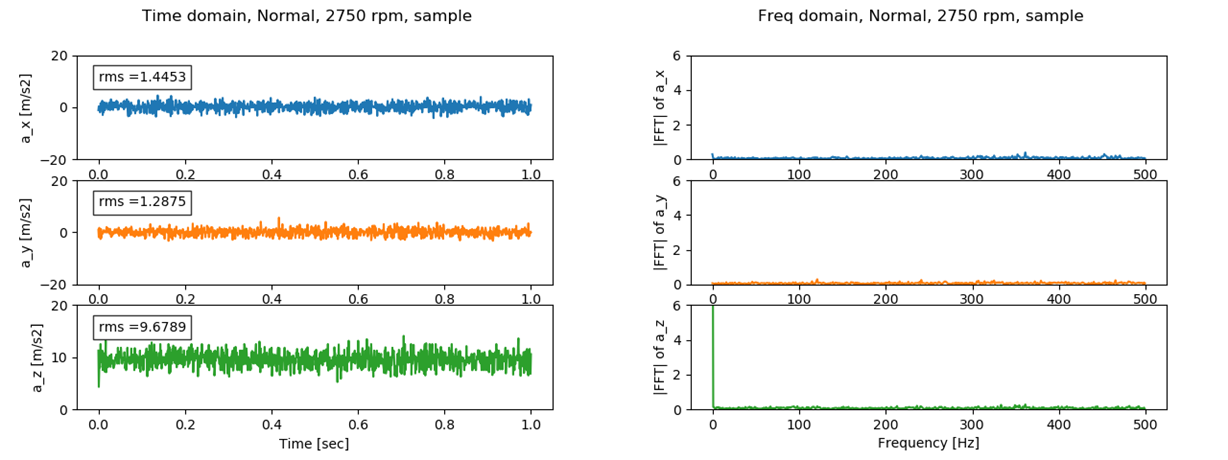 Time domain, Normal, 2750 rpm, sample
20
0
−20
a_x [m/s2]
rms =1.4453
0.0 0.2 0.4 0.6 0.8 1.0
20
0
−20
a_y [m/s2]
rms =1.2875
0.0 0.2 0.4 0.6 0.8 1.0
20
10
0
a_z [m/s2]
rms =9.6789
0.0 0.2 0.4 0.6 0.8 1.0
Time [sec]
Freq domain, Normal, 2750 rpm, sample
6
4
2
0
|FFT| of a_x
0 100 200 300 400 500
6
4
2
0
|FFT| of a_y
0 100 200 300 400 500
6
4
2
0
|FFT| of a_z
0 100 200 300 400 500
Frequency [Hz]